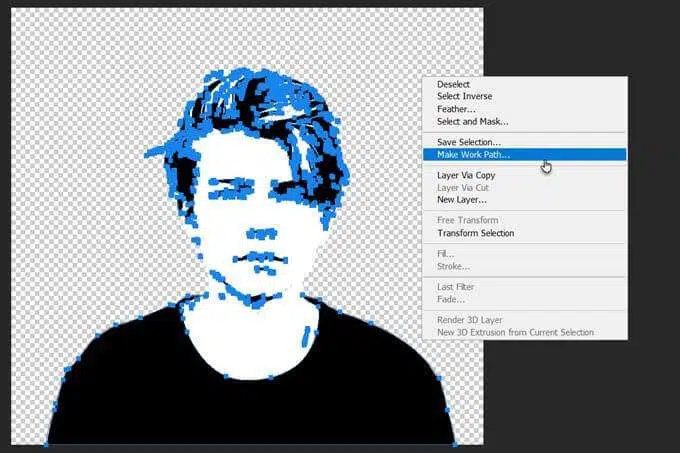 Deselect
Select Inverse
Feather...
Select and Mask...
Save Selection...
Make Work Path...
Layer Via Copy
Layer Via Cut
New Layer...
Free Transform
Transform Selection
Fill...
Stroke...
Last Filter
Fade...
Render 3D Layer
New 3D Extrusion from Current Selection